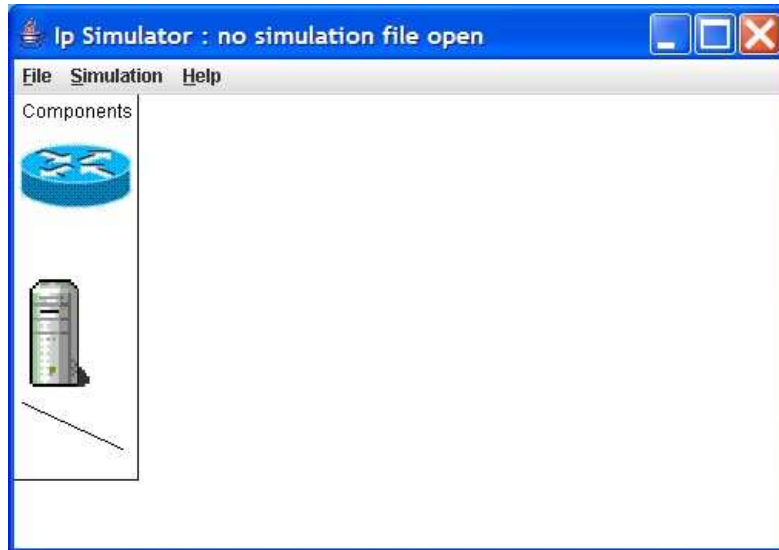 Ip Simulator : no simulation file open
File Simulation Help
Components